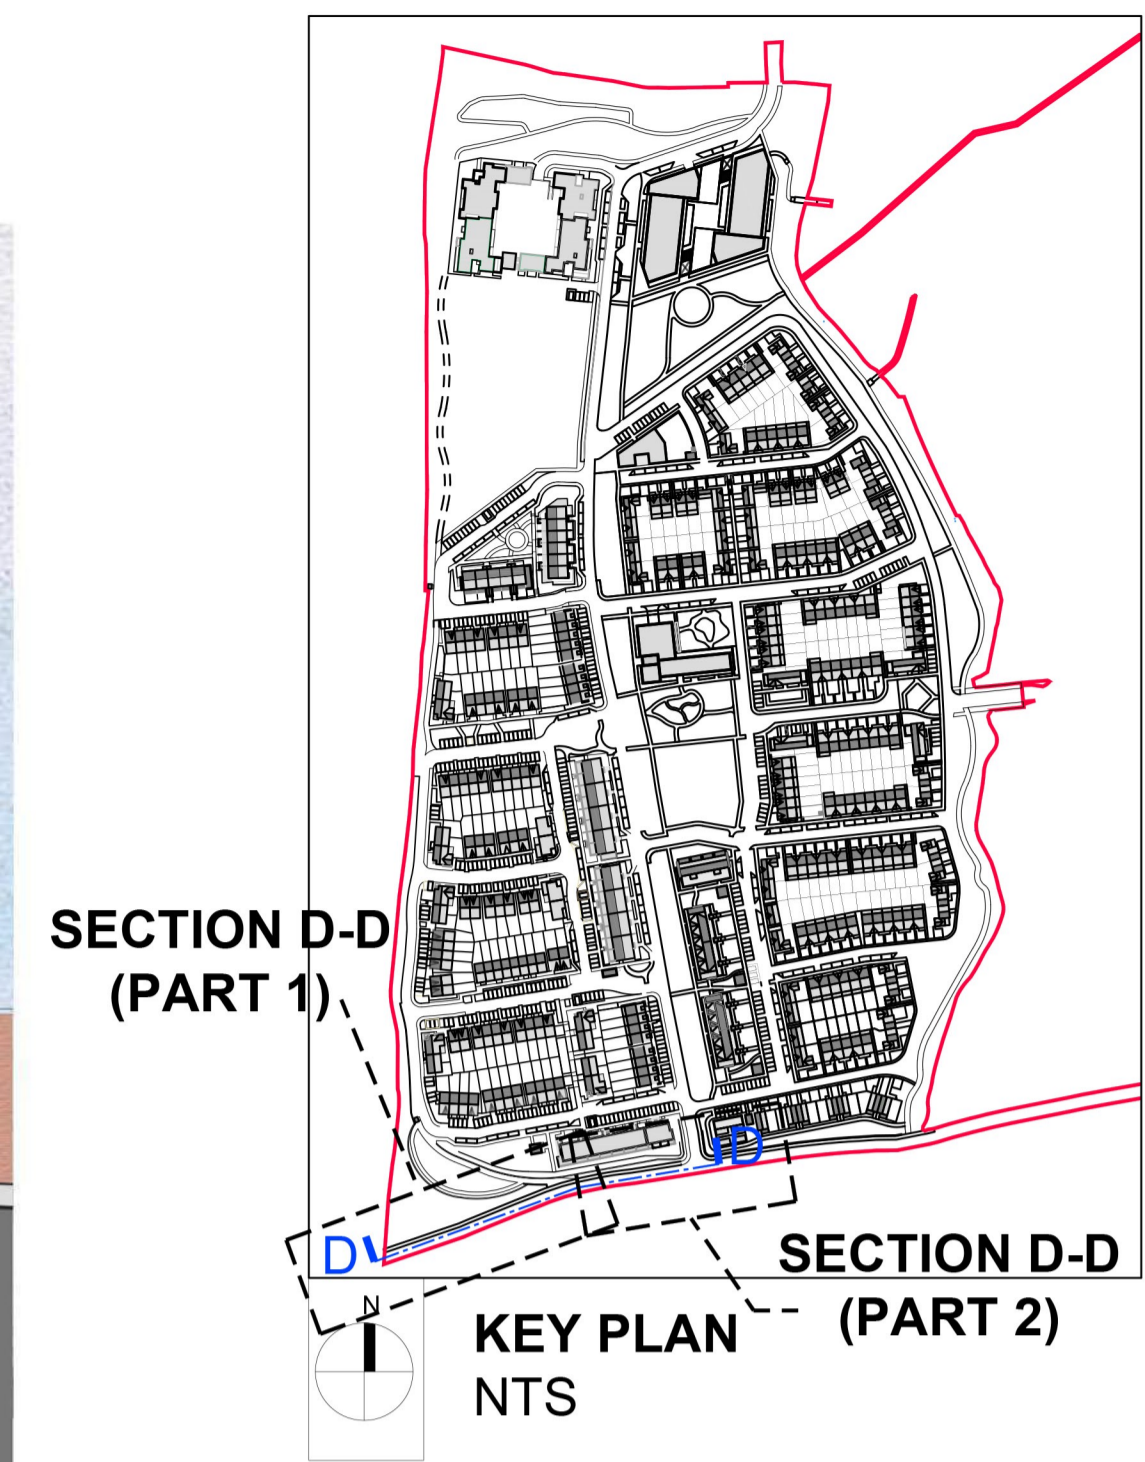 SECTION D-D
(PART 1)
D
D
SECTION D-D
(PART 2)
N
KEY PLAN
NTS